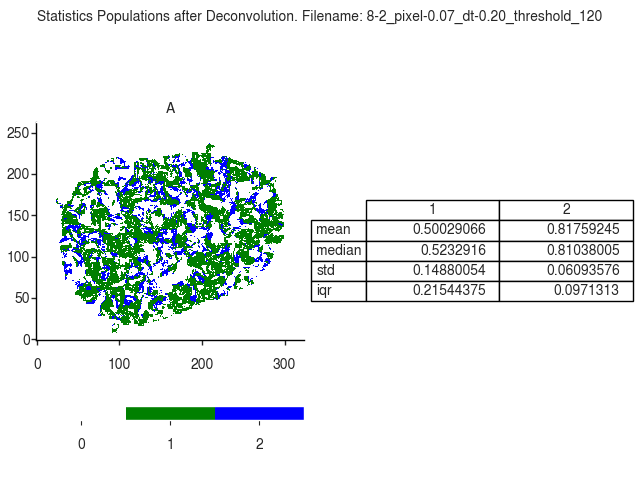 Statistics Populations after Deconvolution. Filename: 8-2_pixel-0.07_dt-0.20_threshold_120
A
250
200
150
100
50
0
0 100 200 300
1 2
mean 0.50029066 0.81759245
median 0.5232916 0.81038005
std 0.14880054 0.06093576
iqr 0.21544375 0.0971313
0 1 2